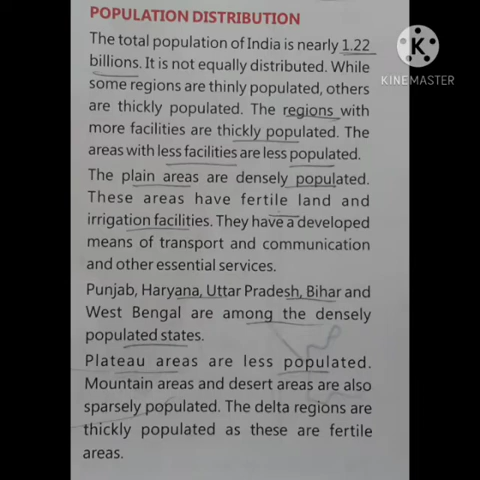 POPULATION DISTRIBUTION
The total population of India is nearly 1.22
billions. It is not equally distributed. While
some regions are thinly populated, others
are thickly populated. The regions with
more facilities are thickly populated. The
areas with less facilities are less populated.
The plain areas are densely populated.
These areas have fertile land and
irrigation facilities. They have a developed
means of transport and communication
and other essential services.
Punjab, Haryana, Uttar Pradesh, Bihar and
West Bengal are among the densely
populated states.
Plateau areas are less populated.
Mountain areas and desert areas are also
sparsely populated. The delta regions are
thickly populated as these are fertile
areas.
KINEMASTER